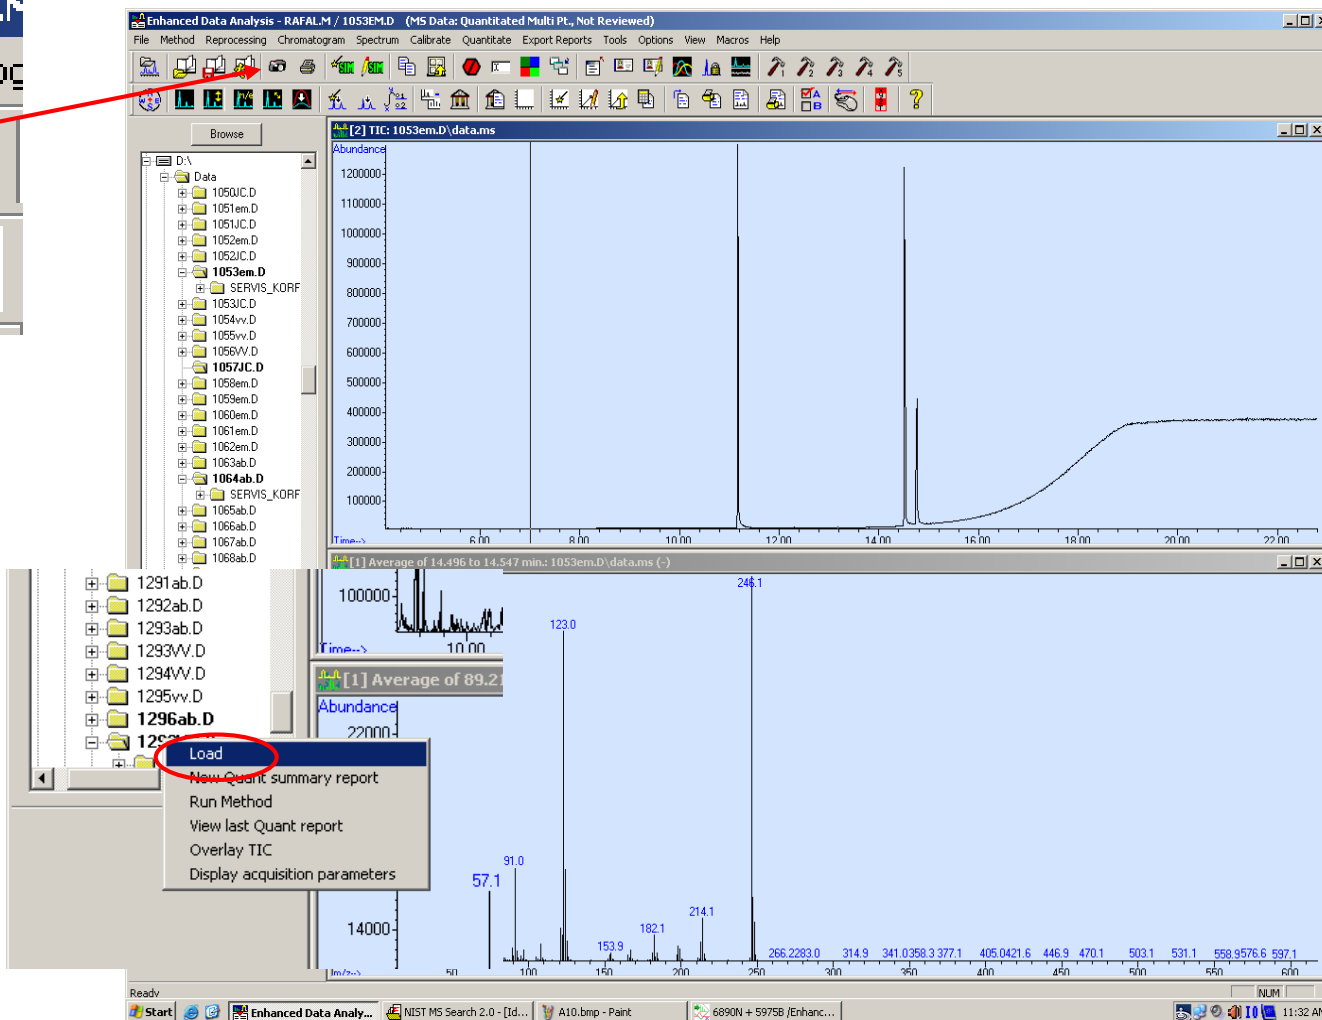 Enhanced Data Analysis - RAFAL.M / 1053EM.D (MS Data: Quantitated Multi Pt., Not Reviewed)
File Method Reprocessing Chromatogram Spectrum Calibrate Quantitate Export Reports Tools Options View Macros Help
Browse
[2] TIC: 1053em.D\data.ms
D:\
Data
1050JC.D
1051em.D
1051JC.D
1052em.D
1052JC.D
1053em.D
SERVIS_KORF
1053JC.D
1054vv.D
1055vv.D
1056VV.D
1057JC.D
1058em.D
1059em.D
1060em.D
1061em.D
1062em.D
1063ab.D
1064ab.D
SERVIS_KORF
1065ab.D
1066ab.D
1067ab.D
1068ab.D
Abundance
1200000
1100000
1000000
900000
800000
700000
600000
500000
400000
300000
200000
100000
Time-->
6.00 8.00 10.00 12.00 14.00 16.00 18.00 20.00 22.00
[1] Average of 14.496 to 14.547 min.: 1053em.D\data.ms (-)
1291ab.D
1292ab.D
1293ab.D
1293VV.D
1294VV.D
1295vv.D
1296ab.D
Load
New Quant summary report
Run Method
View last Quant report
Overlay TIC
Display acquisition parameters
100000
Time-->
10.00
[1] Average of 89.21
Abundance
22000
14000
57.1
91.0
123.0
153.9
182.1
214.1
246.1
266.2 283.0 314.9 341.0 358.3 377.1 405.0 421.6 446.9 470.1 503.1 531.1 558.9 576.6 597.1
m/z-->
50 100 150 200 250 300 350 400 450 500 550 600
Ready
NUM
Start
Enhanced Data Analy...
NIST MS Search 2.0 - [Id...
A10.bmp - Paint
6890N + 5975B /Enhanc...
11:32 AM